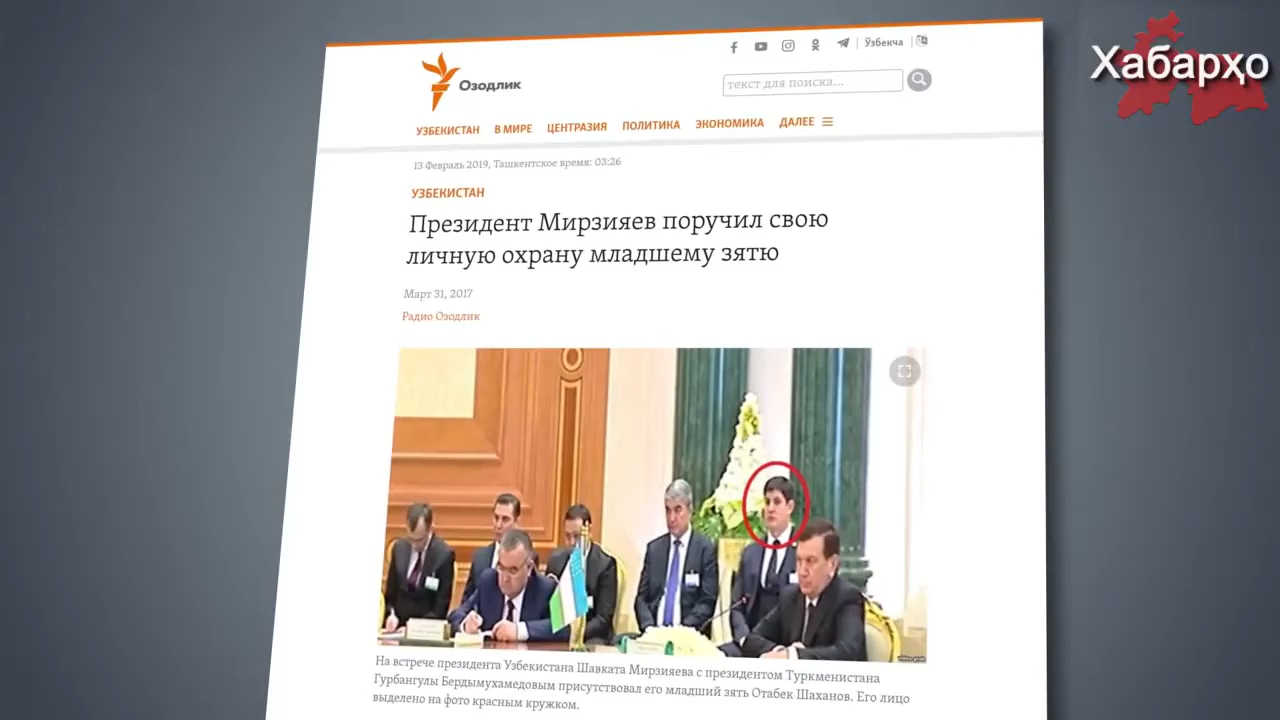 Хабарҳо
Ўзбекча
Озодлик
текст для поиска...
УЗБЕКИСТАН В МИРЕ ЦЕНТРАЗИЯ ПОЛИТИКА ЭКОНОМИКА ДАЛЕЕ
13 Февраль 2019, Ташкентское время: 03:26
УЗБЕКИСТАН
Президент Мирзияев поручил свою
личную охрану младшему зятю
Март 31, 2017
Радио Озодлик
На встрече президента Узбекистана Шавката Мирзияева с президентом Туркменистана
Гурбангулы Бердымухамедовым присутствовал его младший зять Отабек Шаханов. Его лицо
выделено на фото красным кружком.